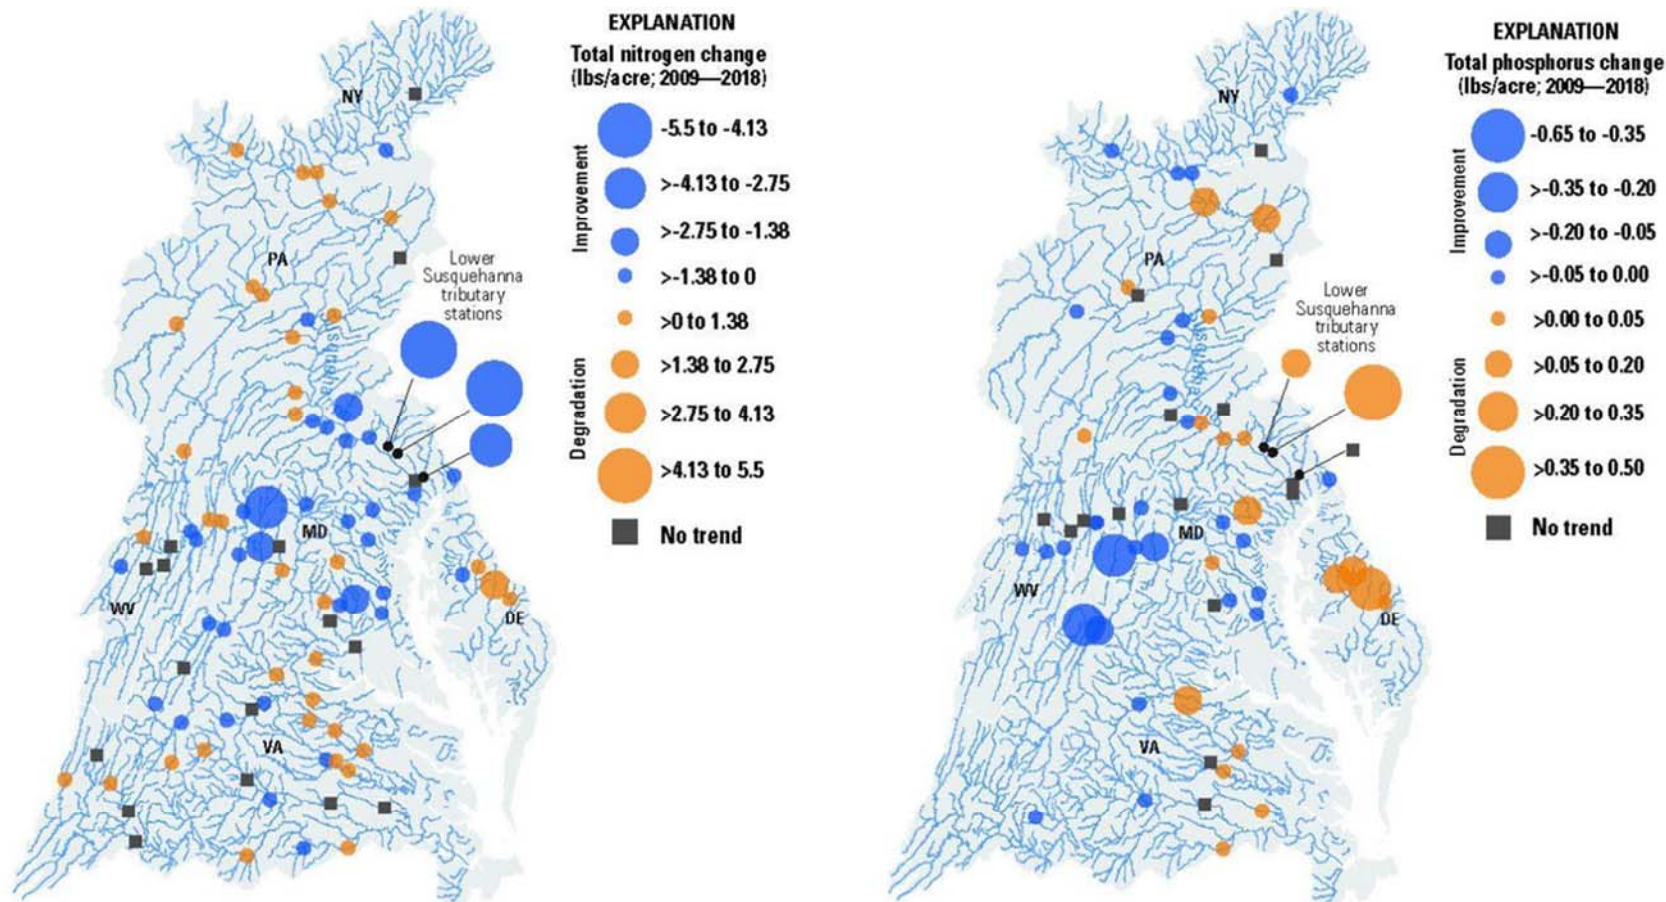 EXPLANATION
Total nitrogen change
(lbs/acre; 2009—2018)
Improvement
-5.5 to -4.13
>-4.13 to -2.75
>-2.75 to -1.38
>-1.38 to 0
Degradation
>0 to 1.38
>1.38 to 2.75
>2.75 to 4.13
>4.13 to 5.5
No trend
NY
PA
Lower
Susquehanna
tributary
stations
MD
WV
DE
VA
EXPLANATION
Total phosphorus change
(lbs/acre; 2009—2018)
Improvement
-0.65 to -0.35
>-0.35 to -0.20
>-0.20 to -0.05
>-0.05 to 0.00
Degradation
>0.00 to 0.05
>0.05 to 0.20
>0.20 to 0.35
>0.35 to 0.50
No trend
NY
PA
Lower
Susquehanna
tributary
stations
MD
WV
DE
VA